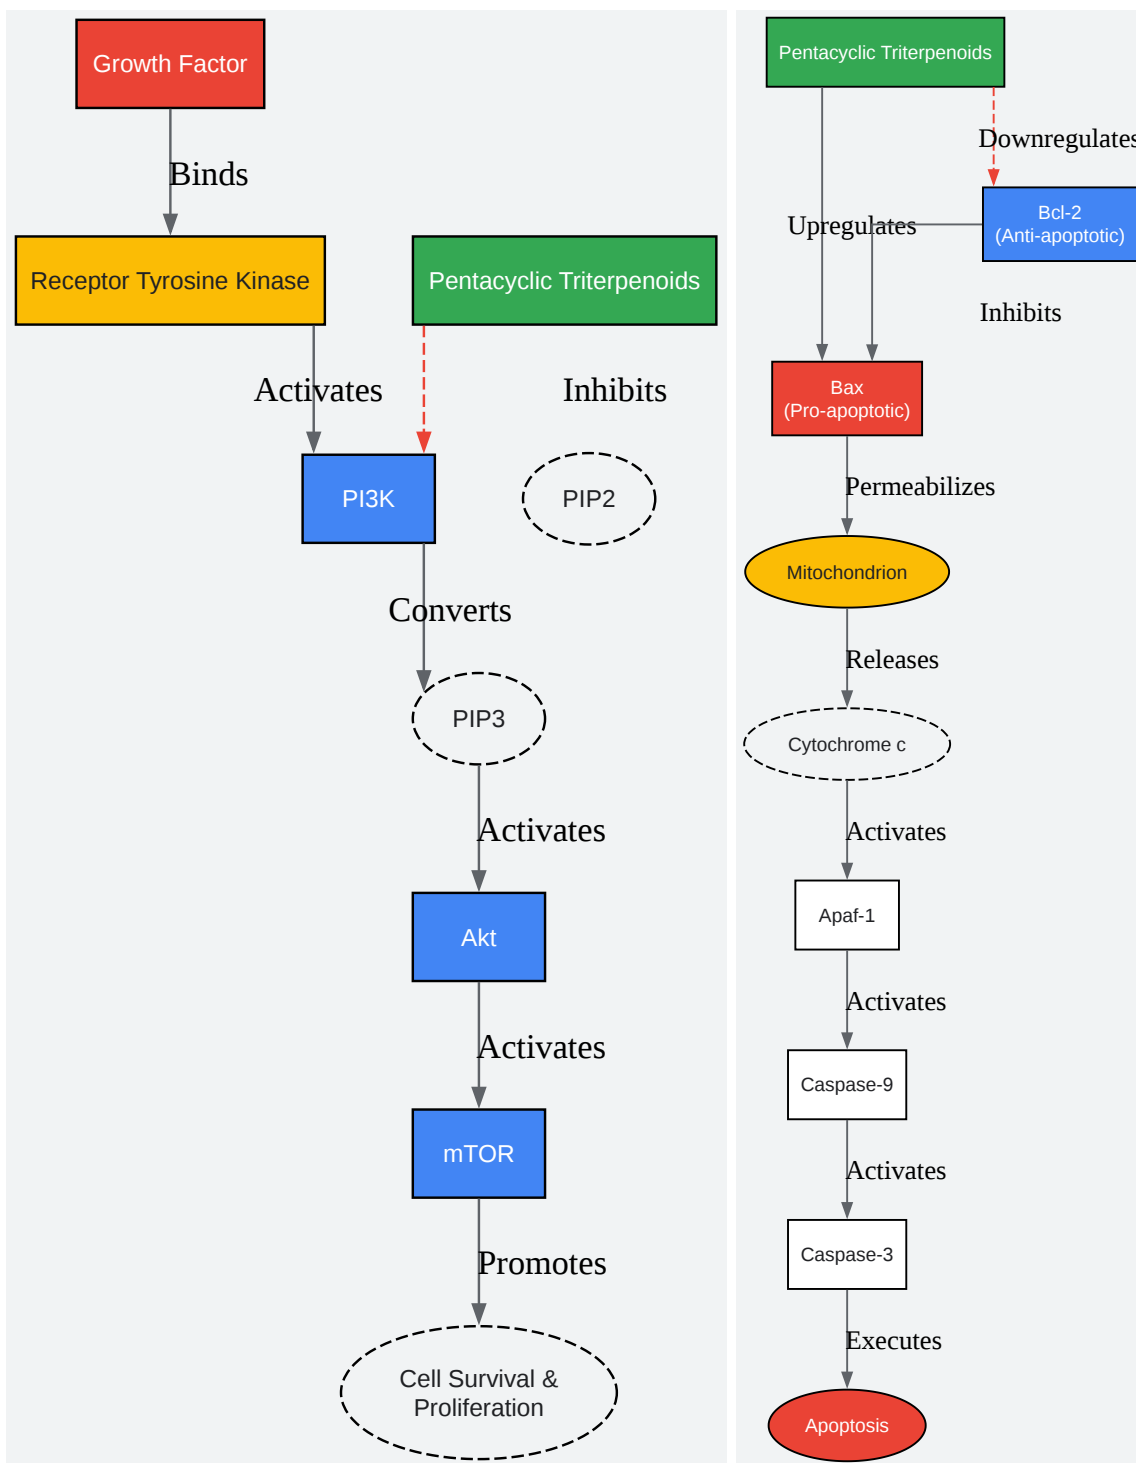 Growth Factor
Binds
Receptor Tyrosine Kinase
Pentacyclic Triterpenoids
Activates
Inhibits
PI3K
PIP2
Converts
PIP3
Activates
Akt
Activates
mTOR
Promotes
Cell Survival &
Proliferation
Pentacyclic Triterpenoids
Downregulates
Bcl-2
(Anti-apoptotic)
Upregulates
Inhibits
Bax
(Pro-apoptotic)
Permeabilizes
Mitochondrion
Releases
Cytochrome c
Activates
Apaf-1
Activates
Caspase-9
Activates
Caspase-3
Executes
Apoptosis